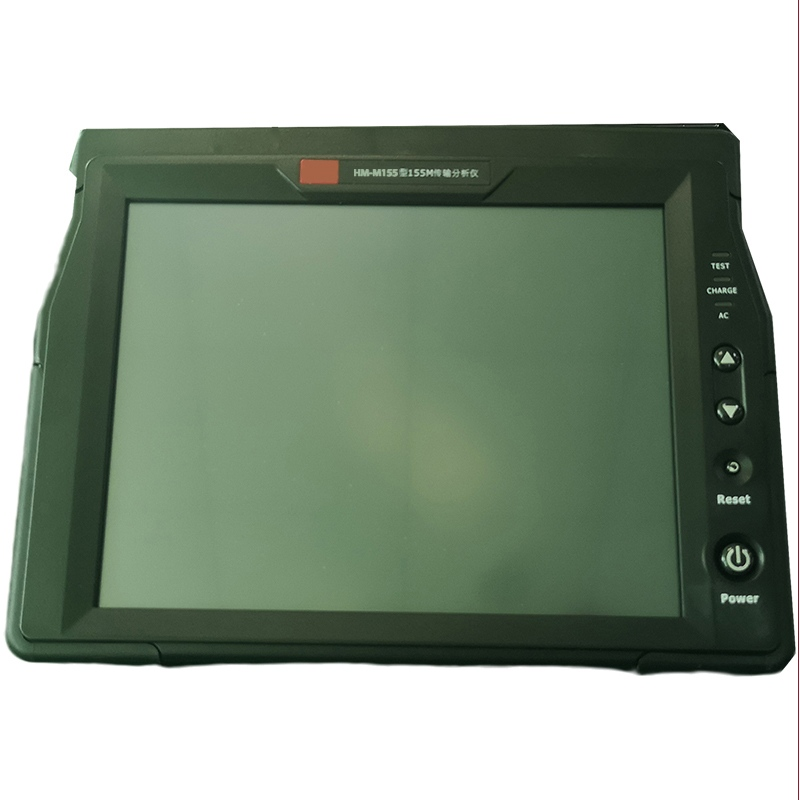 HM-M155型155M传输分析仪
TEST
CHARGE
AC
Reset
Power